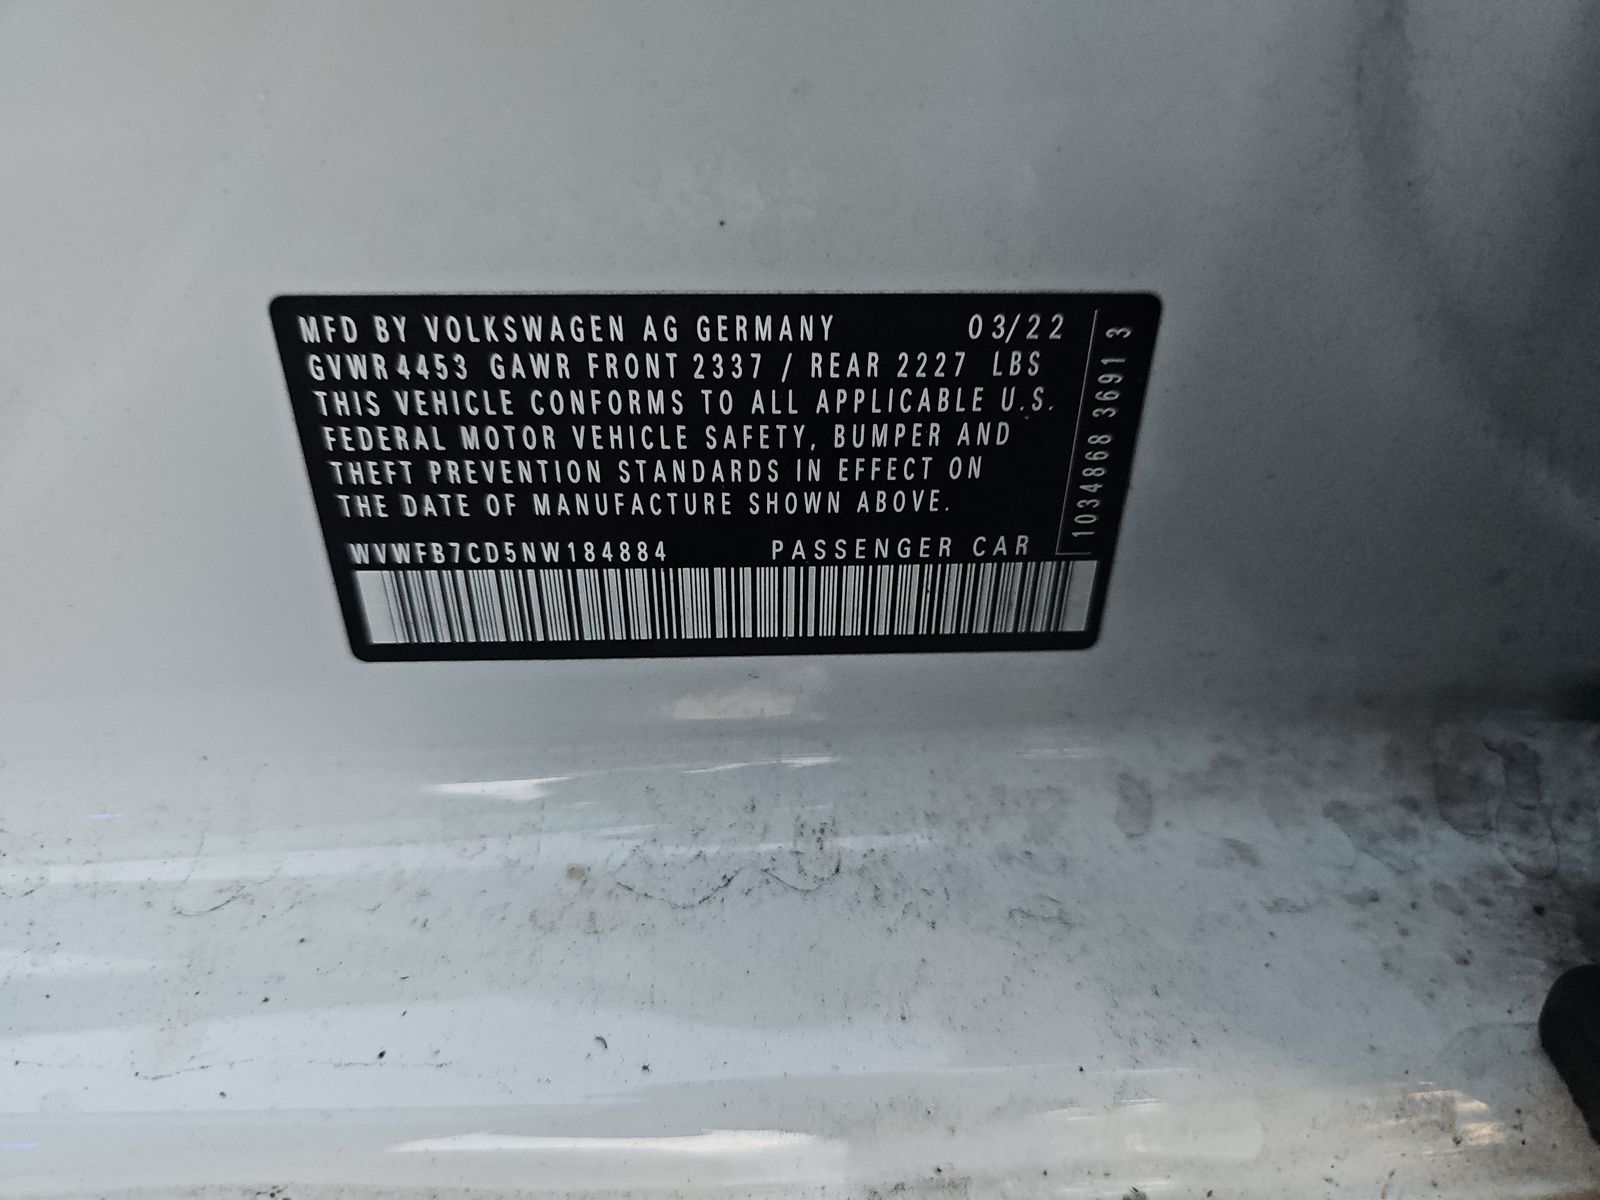 MFD BY VOLKSWAGEN AG GERMANY 03/22
GVWR 4453 GAWR FRONT 2337 / REAR 2227 LBS
THIS VEHICLE CONFORMS TO ALL APPLICABLE U.S.
FEDERAL MOTOR VEHICLE SAFETY, BUMPER AND
THEFT PREVENTION STANDARDS IN EFFECT ON
THE DATE OF MANUFACTURE SHOWN ABOVE.
WVWFB7CD5NW184884 PASSENGER CAR
1034868 3691 3